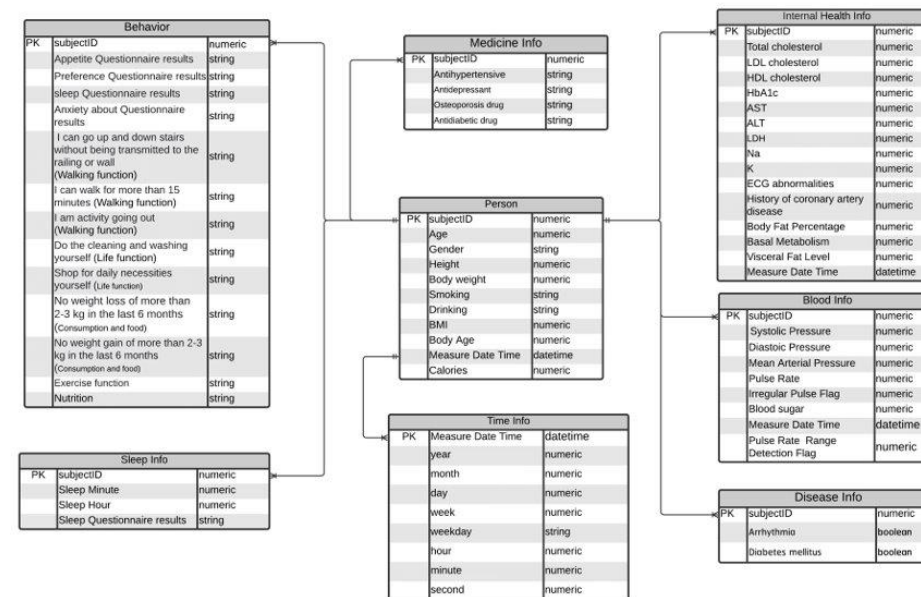 Behavior
PK subjectID numeric
Appetite Questionnaire results string
Preference Questionnaire results string
sleep Questionnaire results string
Anxiety about Questionnaire
results string
I can go up and down stairs
without being transmitted to the
railing or wall
(Walking function) string
I can walk for more than 15
minutes (Walking function) string
I am activity going out
(Walking function) string
Do the cleaning and washing
yourself (Life function) string
Shop for daily necessities
yourself (Life function) string
No weight loss of more than
2-3 kg in the last 6 months
(Consumption and food) string
No weight gain of more than 2-3
kg in the last 6 months
(Consumption and food) string
Exercise function string
Nutrition string
Sleep Info
PK subjectID numeric
Sleep Minute numeric
Sleep Hour numeric
Sleep Questionnaire results string
Medicine Info
PK subjectID numeric
Antihypertensive string
Antidepressant string
Osteoporosis drug string
Antidiabetic drug string
Person
PK subjectID numeric
Age numeric
Gender string
Height numeric
Body weight numeric
Smoking string
Drinking string
BMI numeric
Body Age numeric
Measure Date Time datetime
Calories numeric
Time Info
PK Measure Date Time datetime
year numeric
month numeric
day numeric
week numeric
weekday string
hour numeric
minute numeric
second numeric
Internal Health Info
PK subjectID numeric
Total cholesterol numeric
LDL cholesterol numeric
HDL cholesterol numeric
HbA1c numeric
AST numeric
ALT numeric
LDH numeric
Na numeric
K numeric
ECG abnormalities numeric
History of coronary artery
disease numeric
Body Fat Percentage numeric
Basal Metabolism numeric
Visceral Fat Level numeric
Measure Date Time datetime
Blood Info
PK subjectID numeric
Systolic Pressure numeric
Diastoic Pressure numeric
Mean Arterial Pressure numeric
Pulse Rate numeric
Irregular Pulse Flag numeric
Blood sugar numeric
Measure Date Time datetime
Pulse Rate Range
Detection Flag numeric
Disease Info
PK subjectID numeric
Arrhythmia boolean
Diabetes mellitus boolean